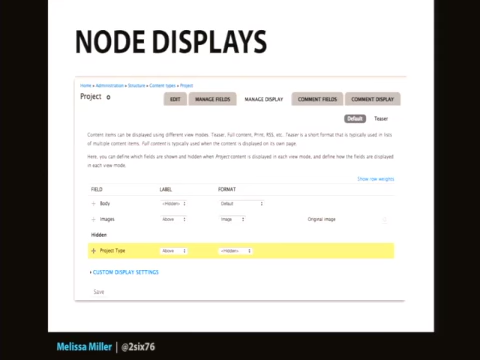 NODE DISPLAYS
Home » Administration » Structure » Content types » Project
Project
EDIT MANAGE FIELDS MANAGE DISPLAY COMMENT FIELDS COMMENT DISPLAY
Default Teaser
Content items can be displayed using different view modes: Teaser, Full content, Print, RSS, etc. Teaser is a short format that is typically used in lists
of multiple content items. Full content is typically used when the content is displayed on its own page.
Here, you can define which fields are shown and hidden when Project content is displayed in each view mode, and define how the fields are displayed
in each view mode.
Show row weights
FIELD LABEL FORMAT
Body <Hidden> Default
Images Above Image Original image
Hidden
Project Type Above <Hidden>
CUSTOM DISPLAY SETTINGS
Save
Melissa Miller | @2six76